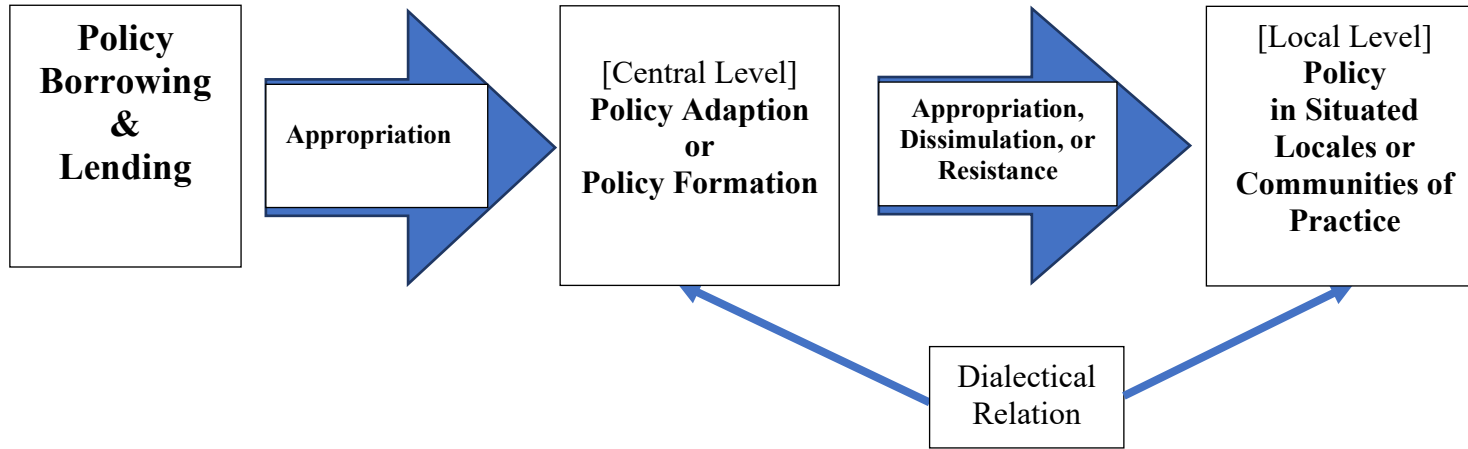 Policy
Borrowing
&
Lending
Appropriation
[Central Level]
Policy Adaption
or
Policy Formation
Appropriation,
Dissimulation, or
Resistance
[Local Level]
Policy
in Situated
Locales or
Communities of
Practice
Dialectical
Relation